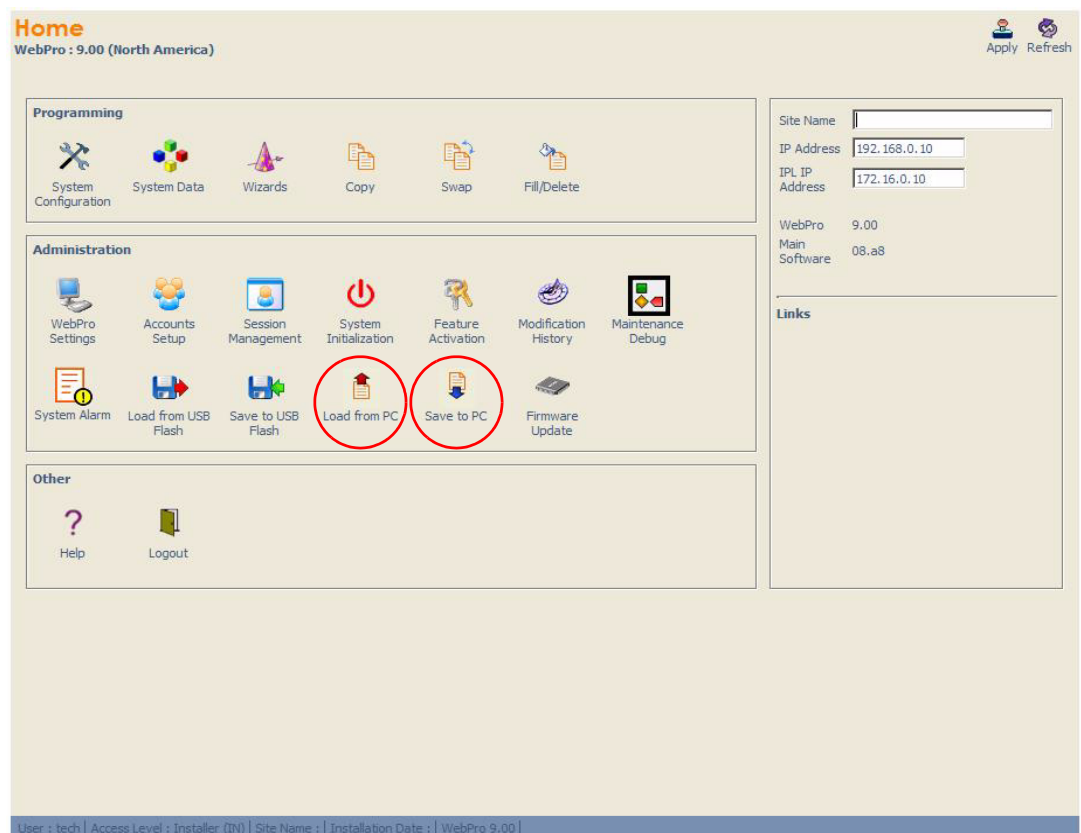 Home
WebPro : 9.00 (North America)
Apply Refresh
Programming
System Configuration
System Data
Wizards
Copy
Swap
Fill/Delete
Administration
WebPro Settings
Accounts Setup
Session Management
System Initialization
Feature Activation
Modification History
Maintenance Debug
System Alarm
Load from USB Flash
Save to USB Flash
Load from PC
Save to PC
Firmware Update
Other
?
Help
Logout
Site Name
IP Address 192.168.0.10
IPL IP Address 172.16.0.10
WebPro 9.00
Main Software 08.a8
Links
User : tech | Access Level : Installer (IN) | Site Name : | Installation Date : | WebPro 9.00 |